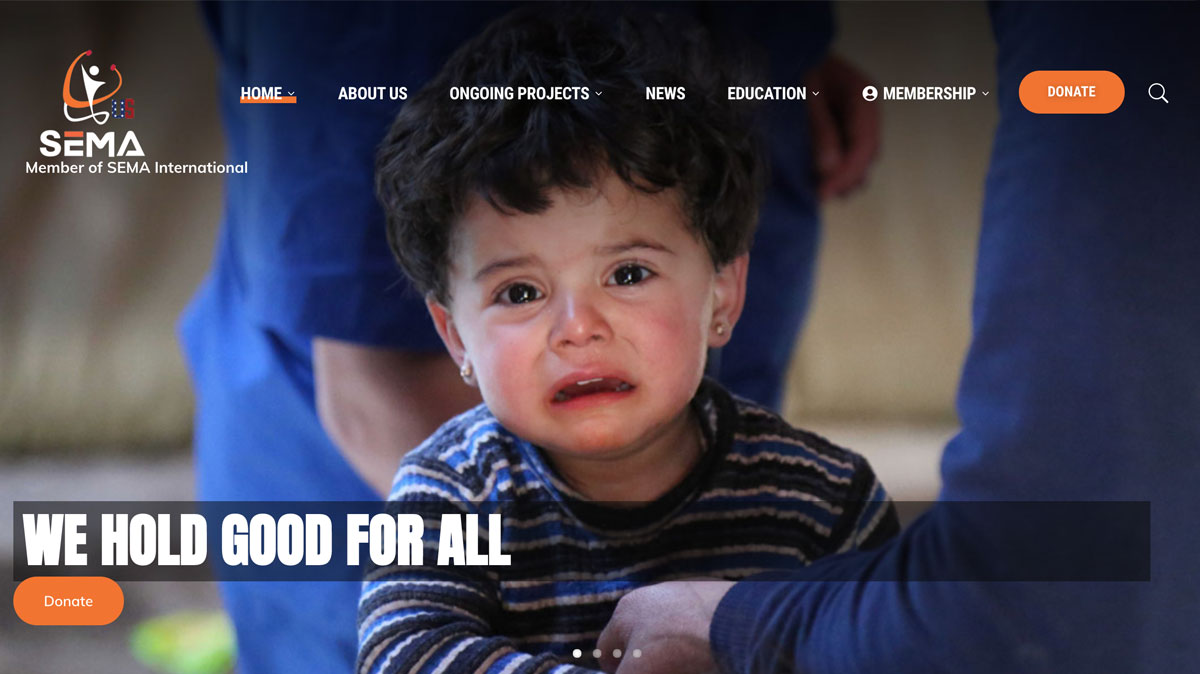 HOME
ABOUT US
ONGOING PROJECTS
NEWS
EDUCATION
MEMBERSHIP
DONATE
US
SEMA
Member of SEMA International
WE HOLD GOOD FOR ALL
Donate